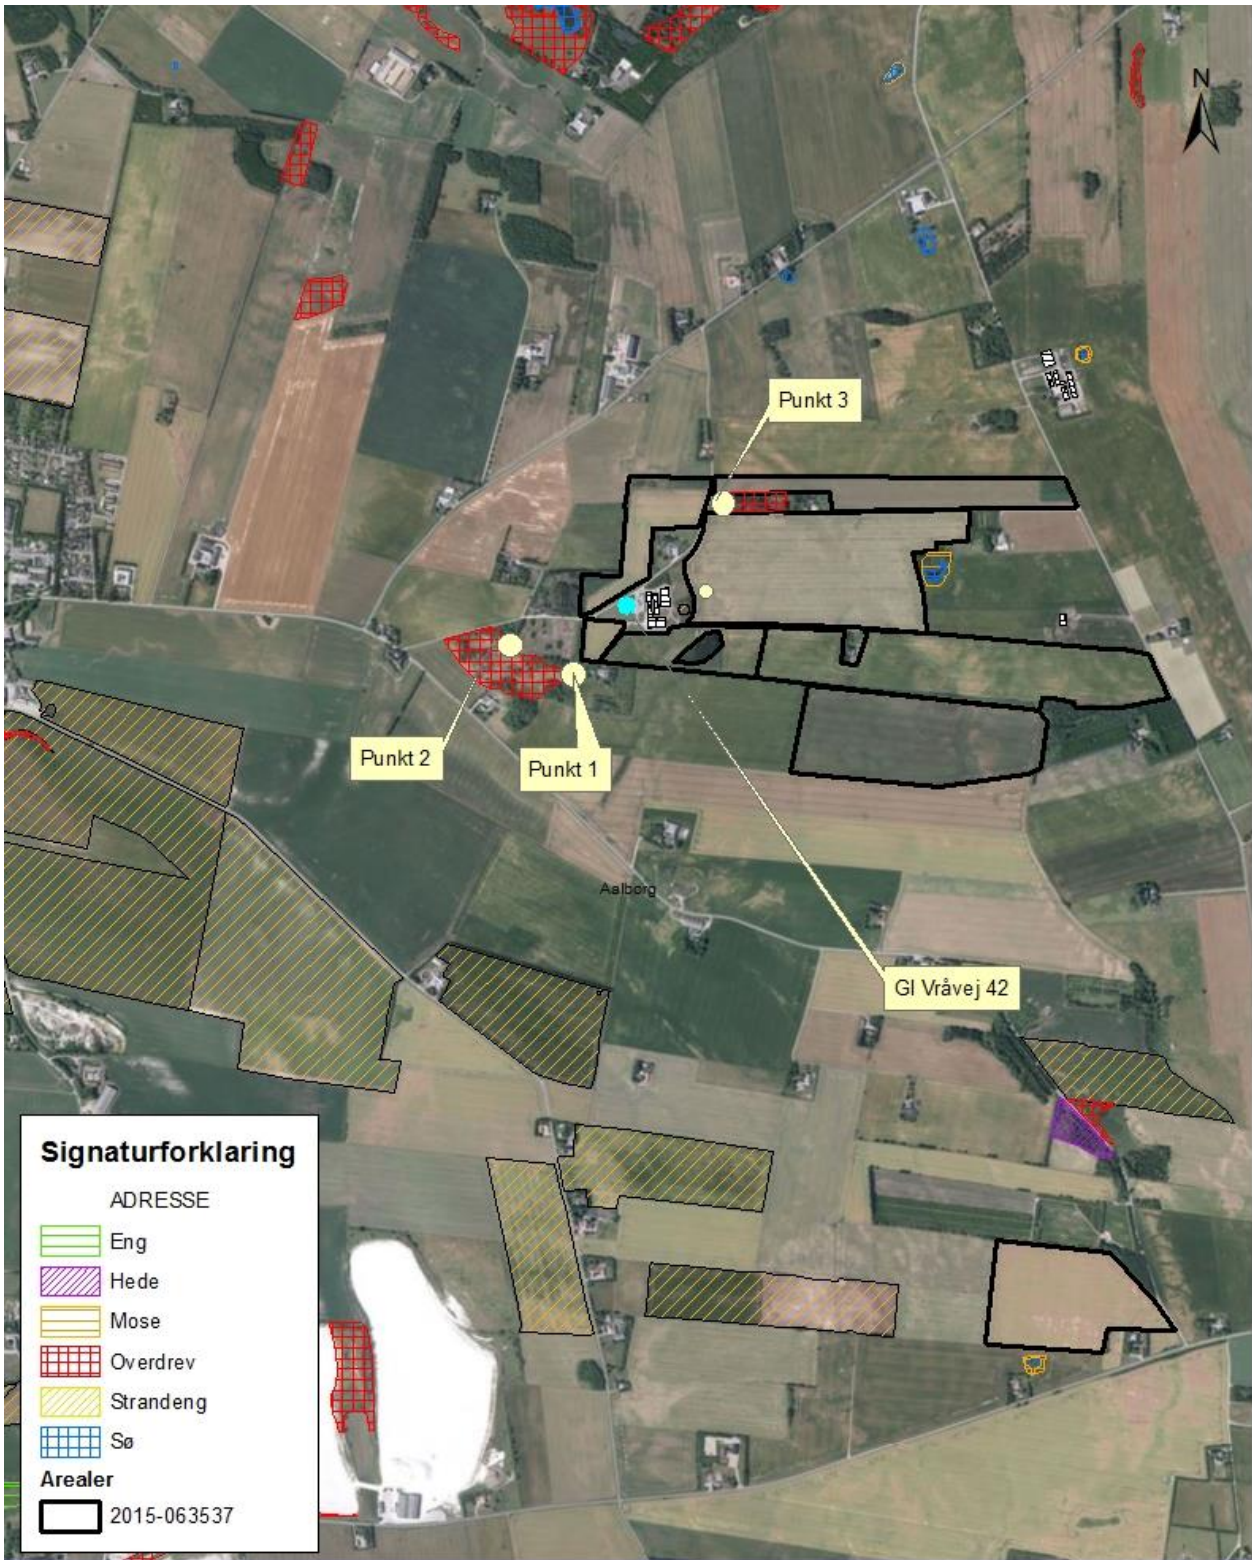 N
Punkt 3
Punkt 2
Punkt 1
Aalborg
Gl Vråvej 42
Signaturforklaring
ADRESSE
Eng
Hede
Mose
Overdrev
Strandeng
Sø
Arealer
2015-063537